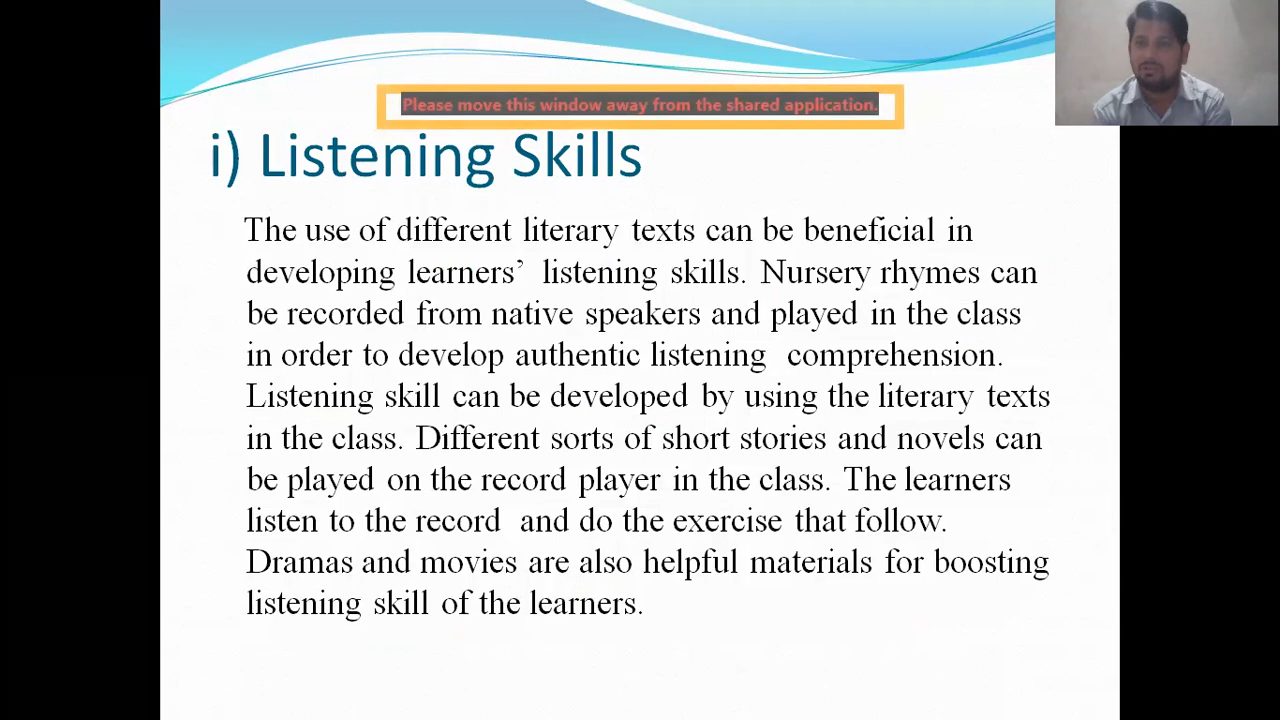 Please move this window away from the shared application.
i) Listening Skills
The use of different literary texts can be beneficial in
developing learners’ listening skills. Nursery rhymes can
be recorded from native speakers and played in the class
in order to develop authentic listening comprehension.
Listening skill can be developed by using the literary texts
in the class. Different sorts of short stories and novels can
be played on the record player in the class. The learners
listen to the record and do the exercise that follow.
Dramas and movies are also helpful materials for boosting
listening skill of the learners.